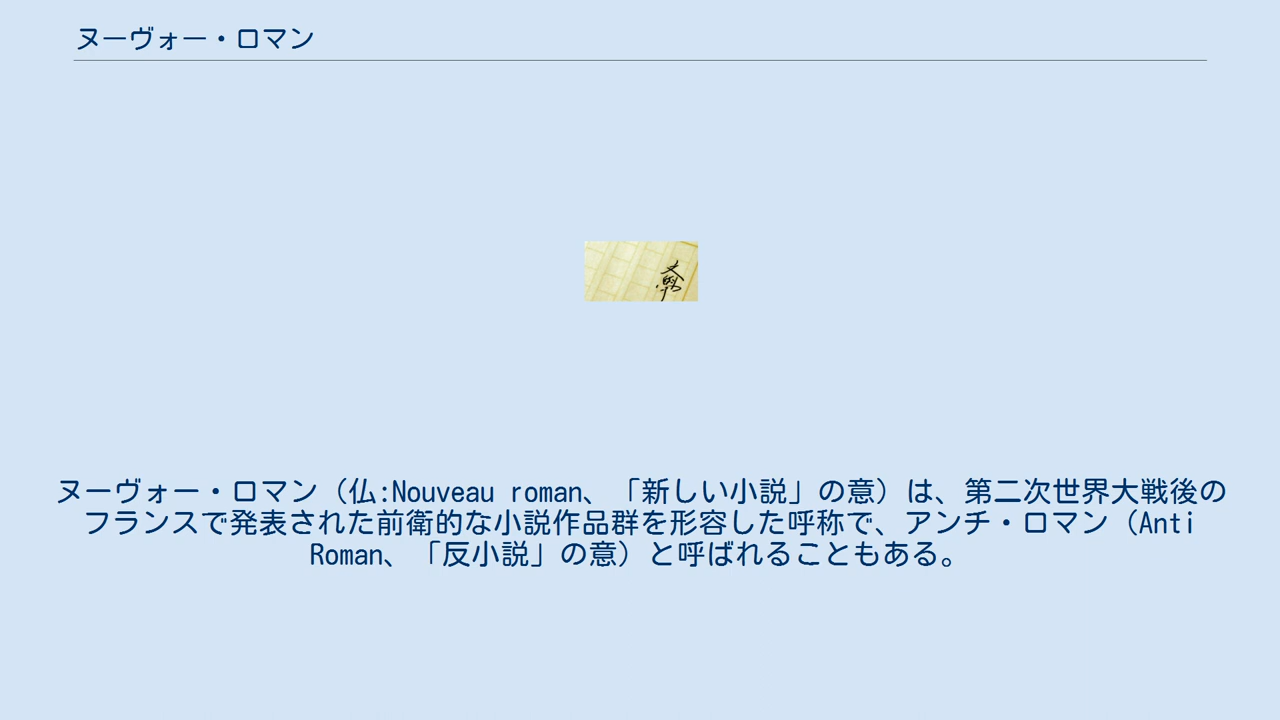 ヌーヴォー・ロマン
ヌーヴォー・ロマン（仏:Nouveau roman、「新しい小説」の意）は、第二次世界大戦後の
フランスで発表された前衛的な小説作品群を形容した呼称で、アンチ・ロマン（Anti
Roman、「反小説」の意）と呼ばれることもある。